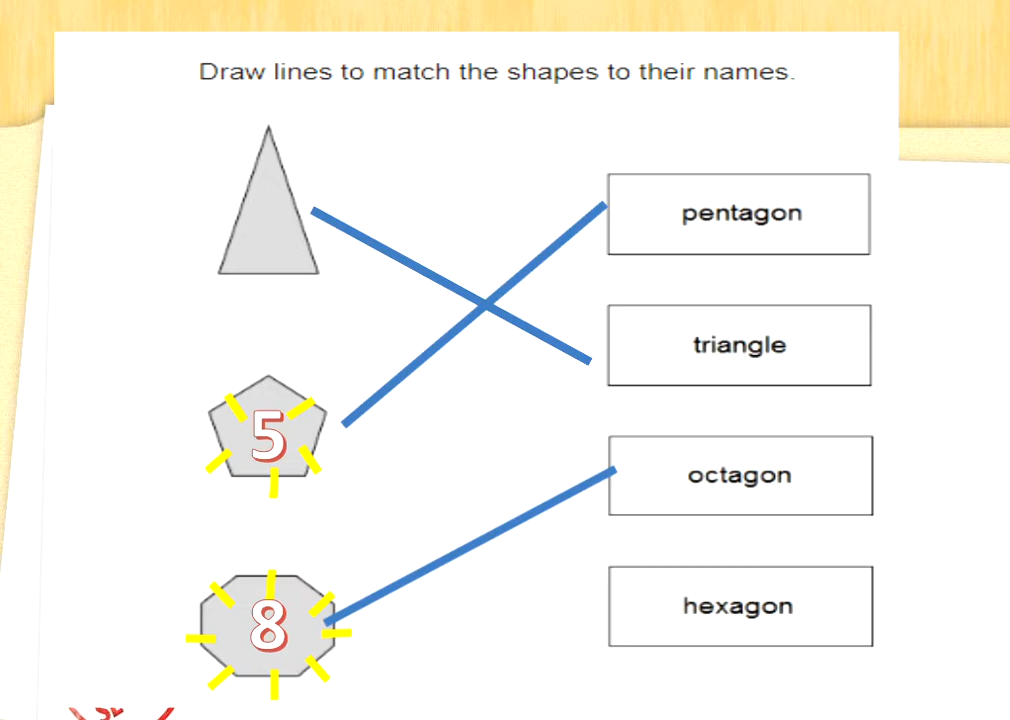 Draw lines to match the shapes to their names.
pentagon
triangle
5
octagon
hexagon
8